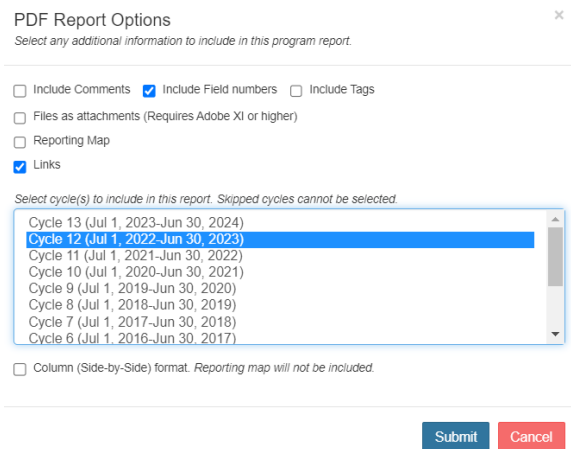 PDF Report Options
×
Select any additional information to include in this program report.
Include Comments Include Field numbers Include Tags
Files as attachments (Requires Adobe XI or higher)
Reporting Map
Links
Select cycle(s) to include in this report. Skipped cycles cannot be selected.
Cycle 13 (Jul 1, 2023-Jun 30, 2024)
Cycle 12 (Jul 1, 2022-Jun 30, 2023)
Cycle 11 (Jul 1, 2021-Jun 30, 2022)
Cycle 10 (Jul 1, 2020-Jun 30, 2021)
Cycle 9 (Jul 1, 2019-Jun 30, 2020)
Cycle 8 (Jul 1, 2018-Jun 30, 2019)
Cycle 7 (Jul 1, 2017-Jun 30, 2018)
Cycle 6 (Jul 1, 2016-Jun 30, 2017)
Column (Side-by-Side) format. Reporting map will not be included.
Submit Cancel